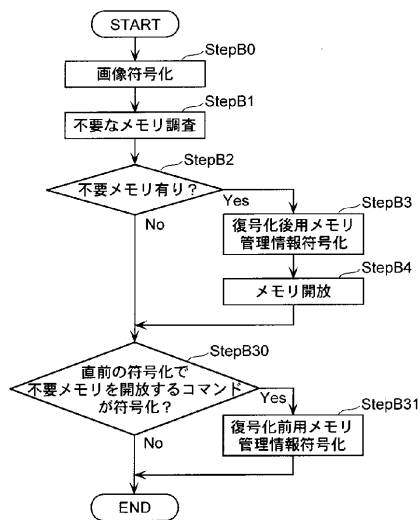 START
StepB0
画像符号化
StepB1
不要なメモリ調査
StepB2
不要メモリ有り?
Yes
StepB3
No
復号化後用メモリ
管理情報符号化
StepB4
メモリ開放
StepB30
直前の符号化で
不要メモリを開放するコマンド
が符号化?
Yes
StepB31
No
復号化前用メモリ
管理情報符号化
END